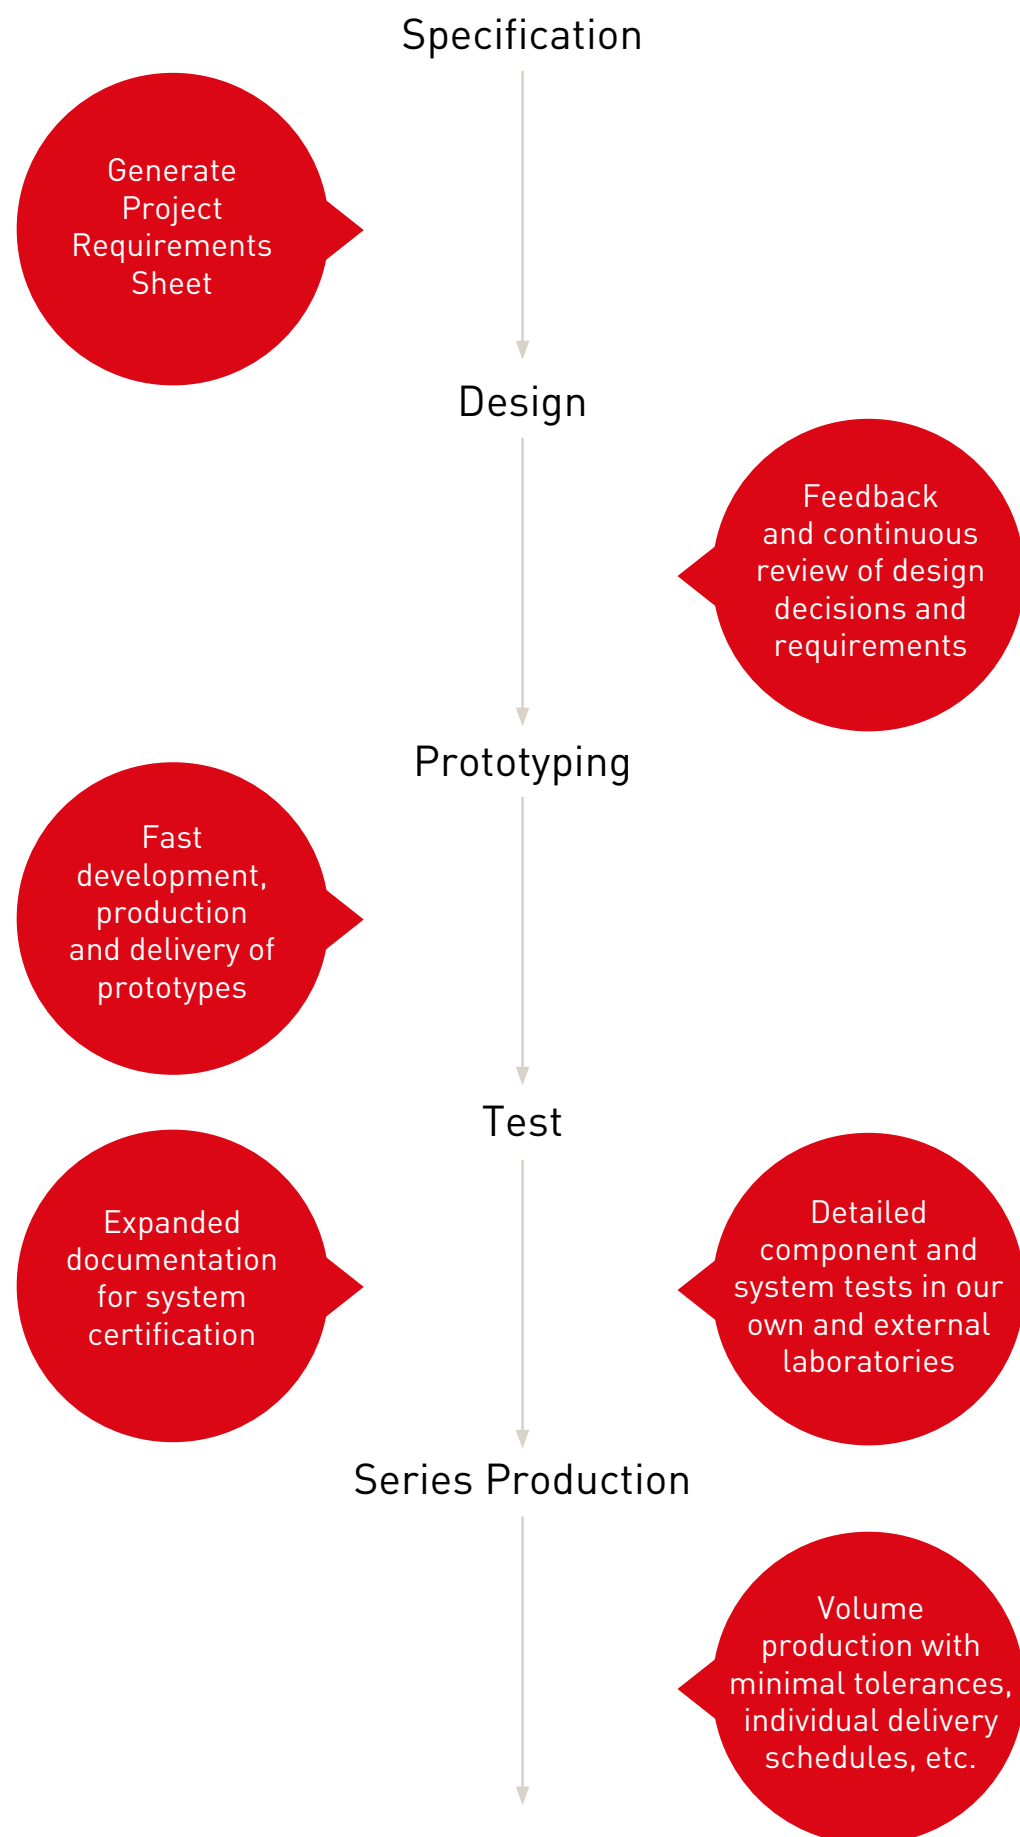 Specification
Generate
Project
Requirements
Sheet
Design
Feedback
and continuous
review of design
decisions and
requirements
Prototyping
Fast
development,
production
and delivery of
prototypes
Test
Expanded
documentation
for system
certification
Detailed
component and
system tests in our
own and external
laboratories
Series Production
Volume
production with
minimal tolerances,
individual delivery
schedules, etc.